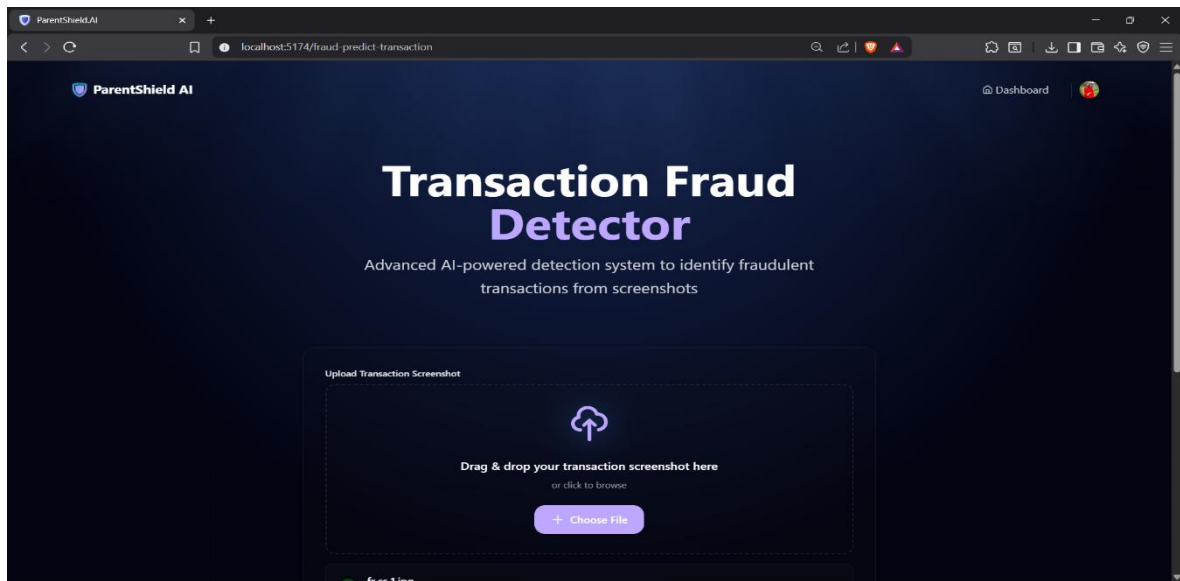 ParentShield.AI
localhost:5174/fraud-predict-transaction
ParentShield AI
Dashboard
Transaction Fraud
Detector
Advanced AI-powered detection system to identify fraudulent
transactions from screenshots
Upload Transaction Screenshot
Drag & drop your transaction screenshot here
or click to browse
+ Choose File